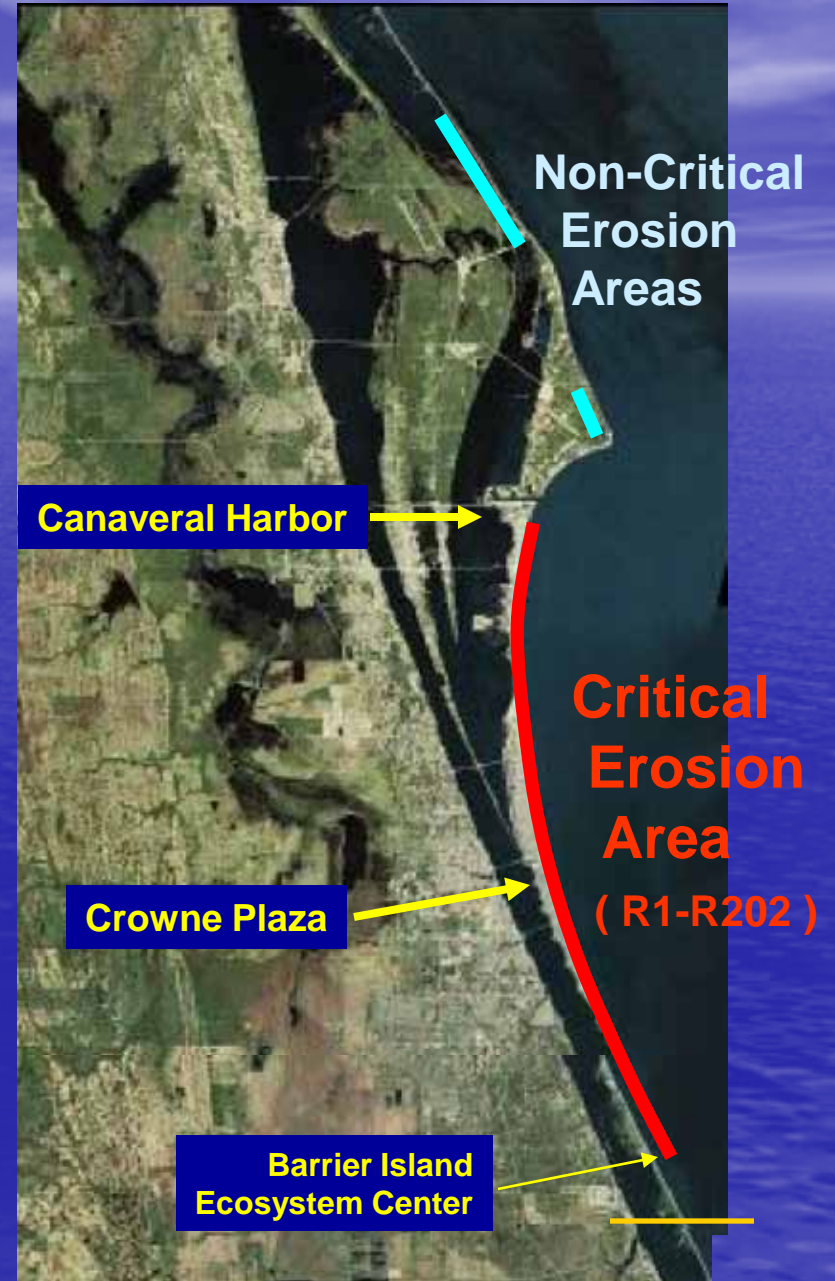 Non-Critical
Erosion
Areas
Canaveral Harbor
Critical
Erosion
Area
( R1-R202 )
Crowne Plaza
Barrier Island
Ecosystem Center